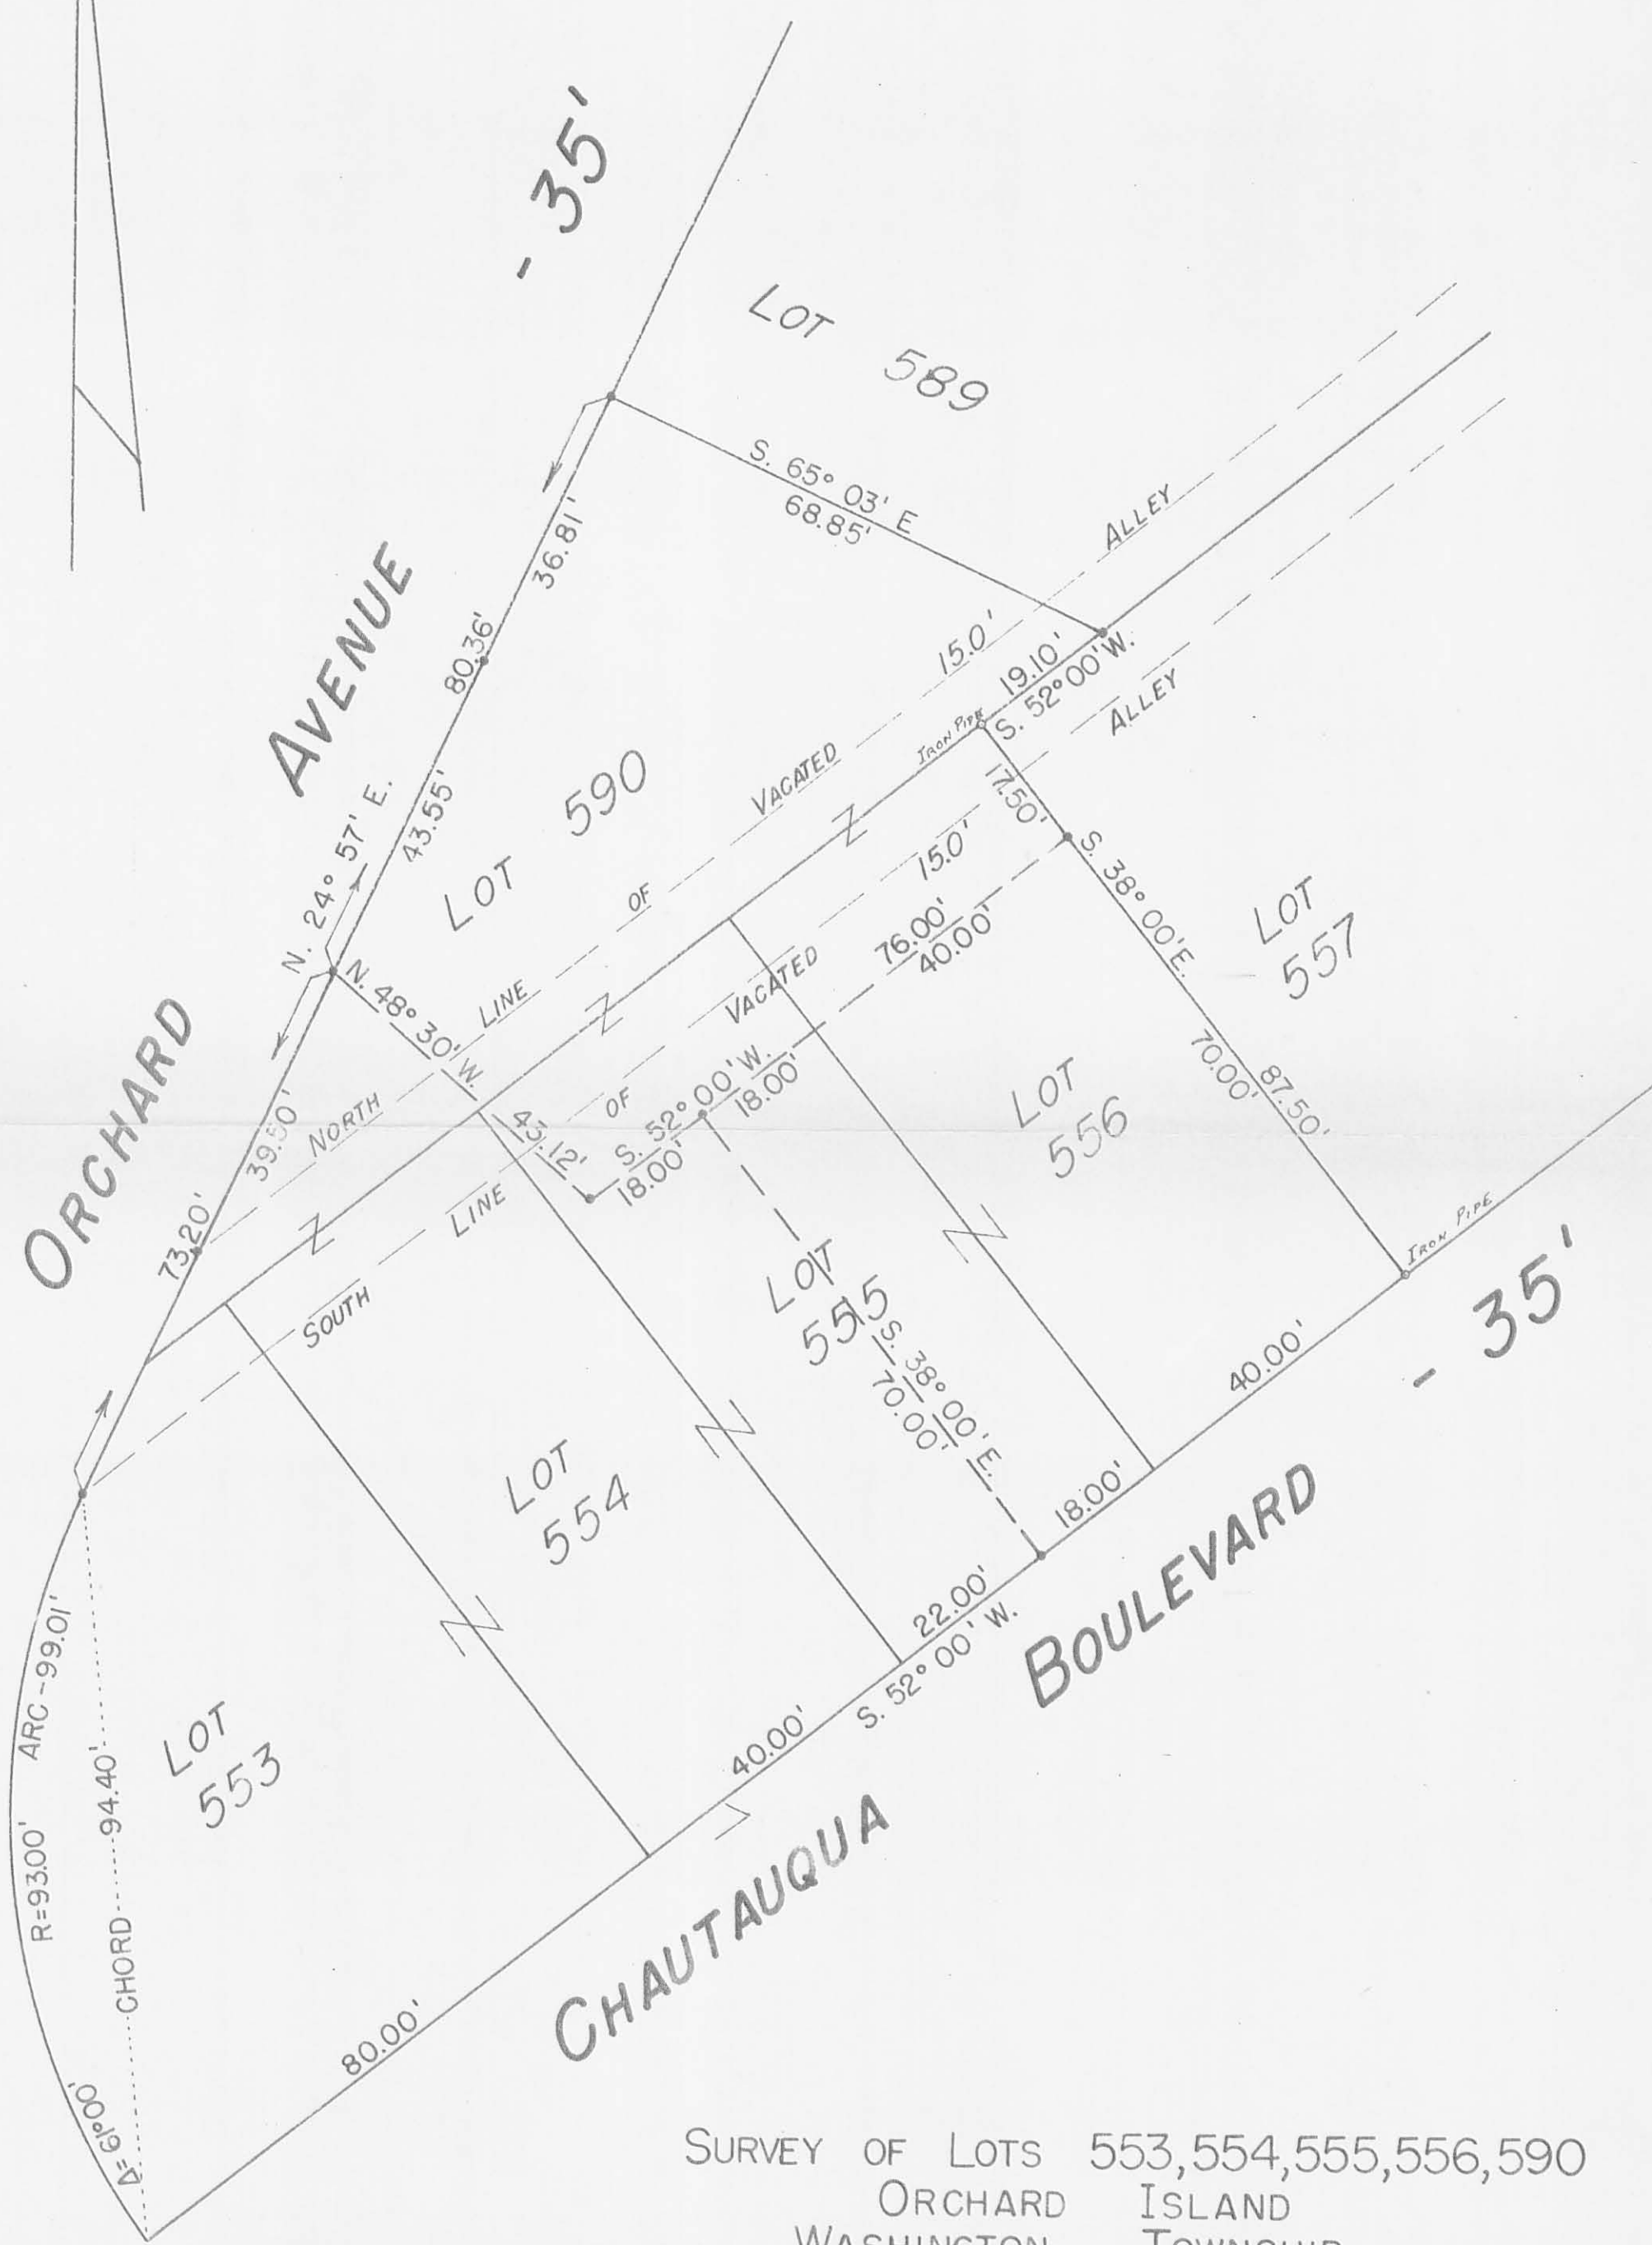 - 35'
LOT 589
S. 65° 03' E
68.85'
ALLEY
36.81'
AVENUE
80.36'
15.0'
19.10'
S. 52° 00' W.
ALLEY
IRON PIPE
VACATED
17.50'
N. 24° 57' E.
43.55'
LOT 590
15.0'
S. 38° 00' E.
OF
76.00'
40.00'
LOT
557
N. 48° 30' W.
LINE
VACATED
ORCHARD
39.50'
NORTH
OF
S. 52° 00' W.
18.00'
18.00'
43.12'
LOT
556
70.00'
87.50'
73.20'
LINE
SOUTH
IRON PIPE
- 35'
LOT
555
S. 38° 00' E.
70.00'
40.00'
LOT
554
18.00'
22.00'
S. 52° 00' W.
BOULEVARD
ARC-99.01'
R=93.00'
CHORD 94.40'
LOT
553
40.00'
CHAUTAUQUA
80.00'
Δ=61°00'
SURVEY OF LOTS 553,554,555,556,590
ORCHARD ISLAND
WASHINGTON TOWNSHIP